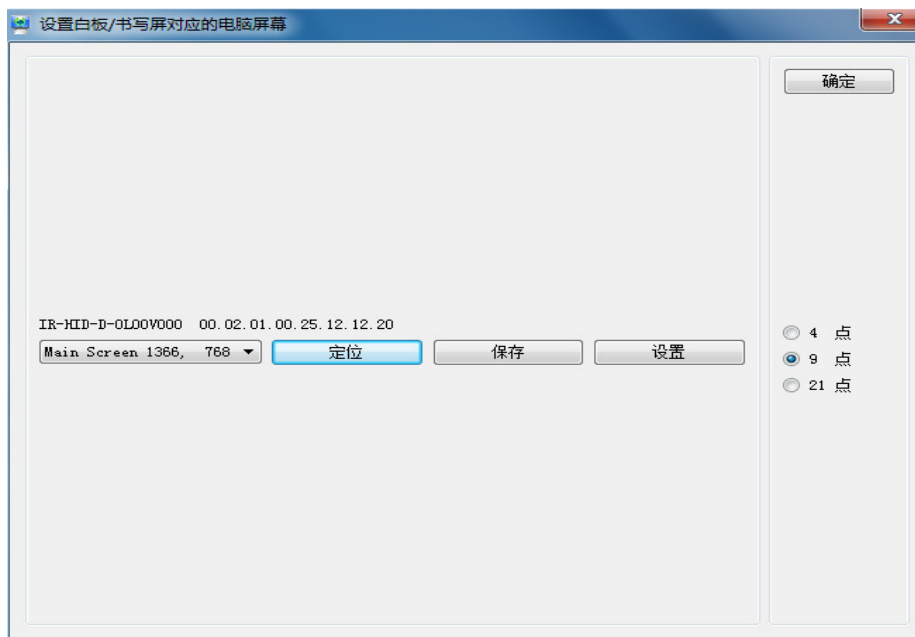 设置白板/书写屏对应的电脑屏幕
确定
IR-HID-D-OL00V000 00.02.01.00.25.12.12.20
Main Screen 1366, 768 定位 保存 设置
4 点
9 点
21 点